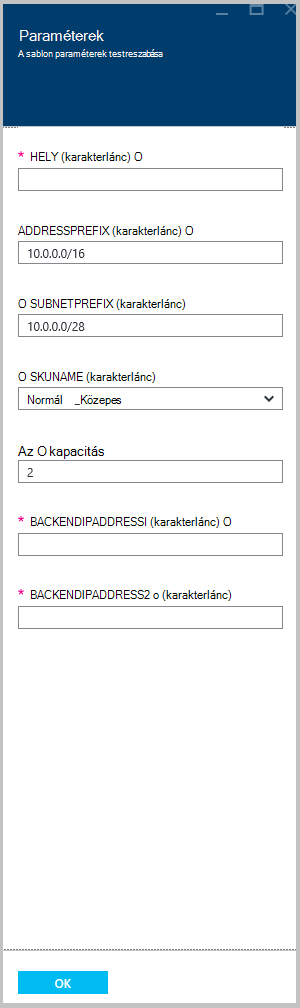 Paraméterek
A sablon paraméterek testreszabása
* HELY (karakterlánc) O
ADDRESSPREFIX (karakterlánc) O
10.0.0.0/16
O SUBNETPREFIX (karakterlánc)
10.0.0.0/28
O SKUNAME (karakterlánc)
Normál _Közepes
Az O kapacitás
2
* BACKENDIPADDRESSI (karakterlánc) O
* BACKENDIPADDRESS2 o (karakterlánc)
OK